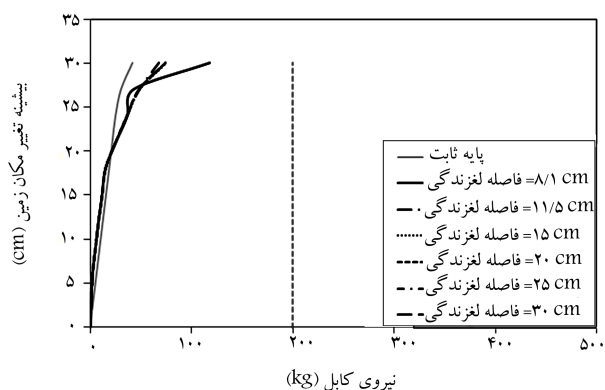 ۳۵
۳۰
۲۵
۲۰
۱۵
۱۰
۵
۰
بیشینه تغییر مکان زمین (cm)
پایه ثابت
فاصله لغزندگی =۸/۱ cm
فاصله لغزندگی =۱۱/۵ cm
فاصله لغزندگی =۱۵ cm
فاصله لغزندگی =۲۰ cm
فاصله لغزندگی =۲۵ cm
فاصله لغزندگی =۳۰ cm
۰ ۱۰۰ ۲۰۰ ۳۰۰ ۴۰۰ ۵۰۰
نیروی کابل (kg)